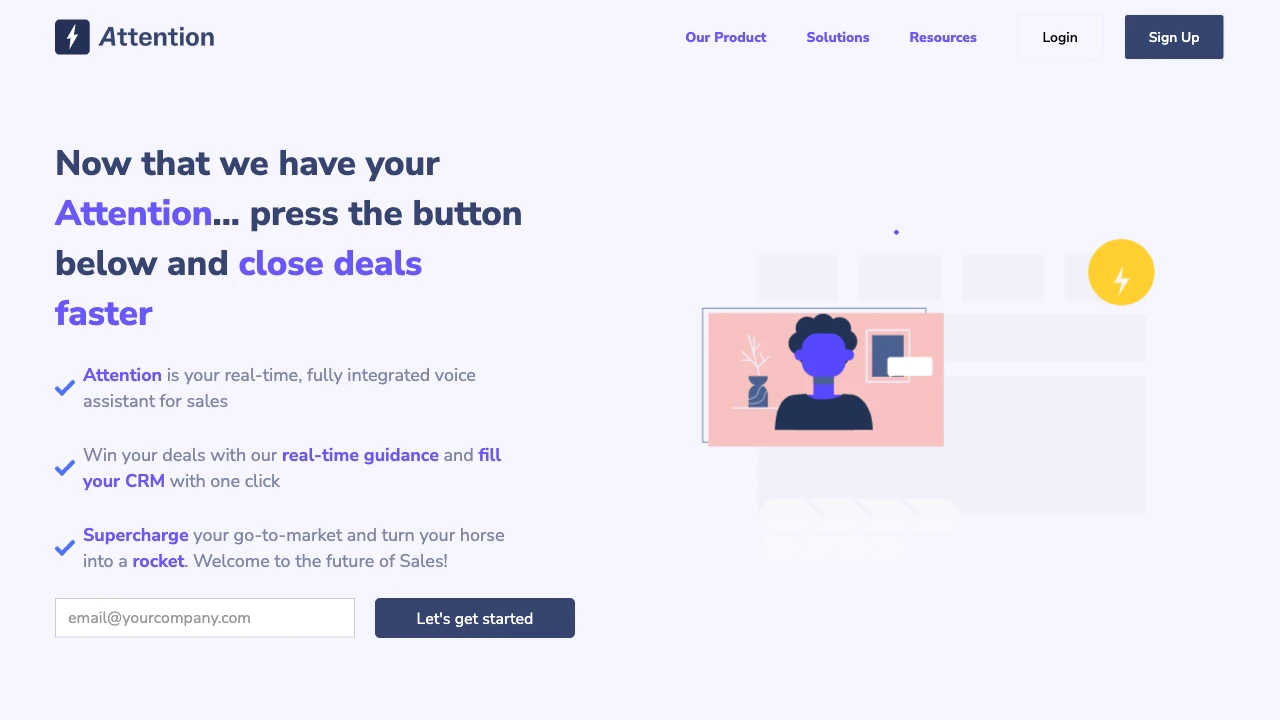 Attention
Our Product
Solutions
Resources
Login
Sign Up
Now that we have your
Attention... press the button
below and close deals
faster
Attention is your real-time, fully integrated voice
assistant for sales
Win your deals with our real-time guidance and fill
your CRM with one click
Supercharge your go-to-market and turn your horse
into a rocket. Welcome to the future of Sales!
email@yourcompany.com
Let's get started